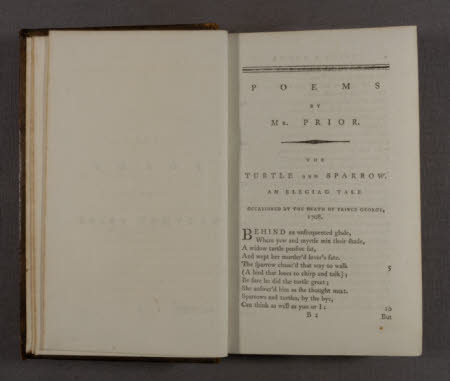 POEMS
BY
MR. PRIOR.
THE
TURTLE AND SPARROW.
AN ELEGIAC TALE
OCCASIONED BY THE DEATH OF PRINCE GEORGE,
1708.
BEHIND an unfrequented glade,
Where yew and myrtle mix their shade,
A widow turtle pensive sat,
And wept her murder'd lover's fate.
The sparrow chanc'd that way to walk 5
(A bird that loves to chirp and talk);
Be sure he did the turtle greet;
She answer'd him as she thought meet.
Sparrows and turtles, by the bye,
Can think as well as you or I: 10
B 2 But